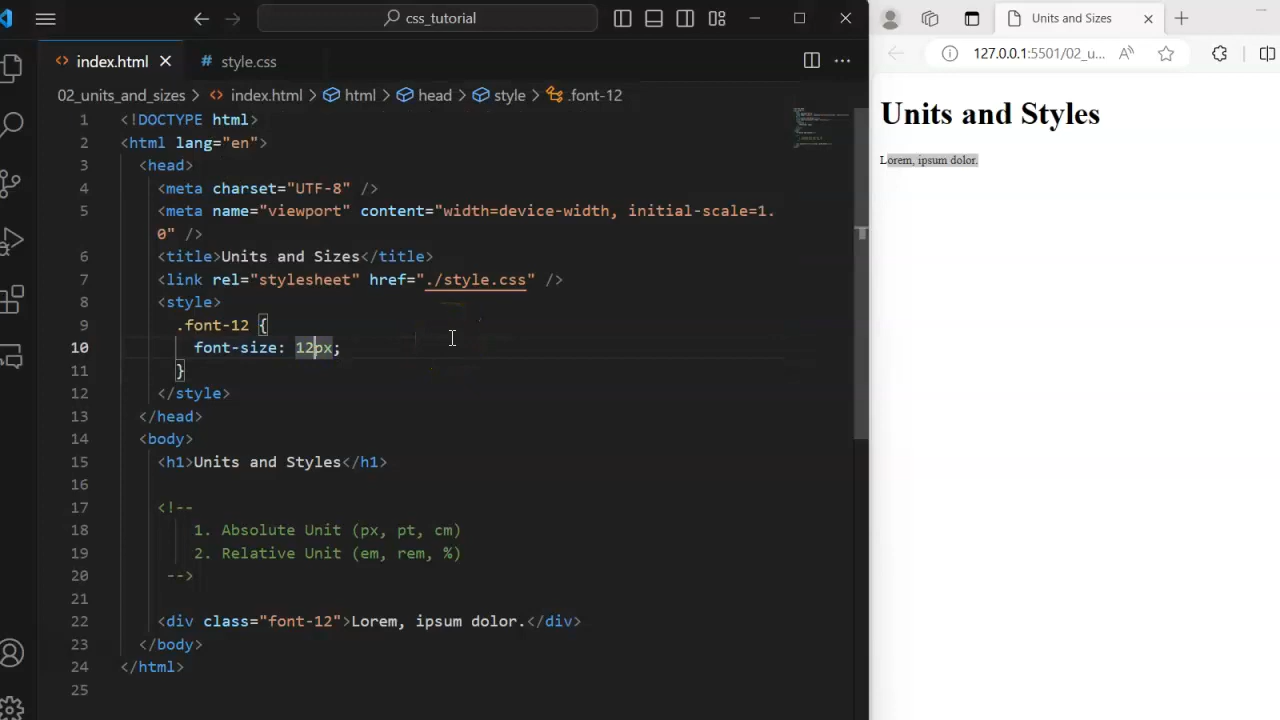 css_tutorial
index.html
style.css
02_units_and_sizes > index.html > html > head > style > .font-12
1 <!DOCTYPE html>
2 <html lang="en">
3 <head>
4 <meta charset="UTF-8" />
5 <meta name="viewport" content="width=device-width, initial-scale=1.
0" />
6 <title>Units and Sizes</title>
7 <link rel="stylesheet" href="./style.css" />
8 <style>
9 .font-12 {
10 font-size: 12px;
11 }
12 </style>
13 </head>
14 <body>
15 <h1>Units and Styles</h1>
16
17 <!--
18 1. Absolute Unit (px, pt, cm)
19 2. Relative Unit (em, rem, %)
20 -->
21
22 <div class="font-12">Lorem, ipsum dolor.</div>
23 </body>
24 </html>
25
Units and Sizes
127.0.0.1:5501/02_u...
Units and Styles
Lorem, ipsum dolor.